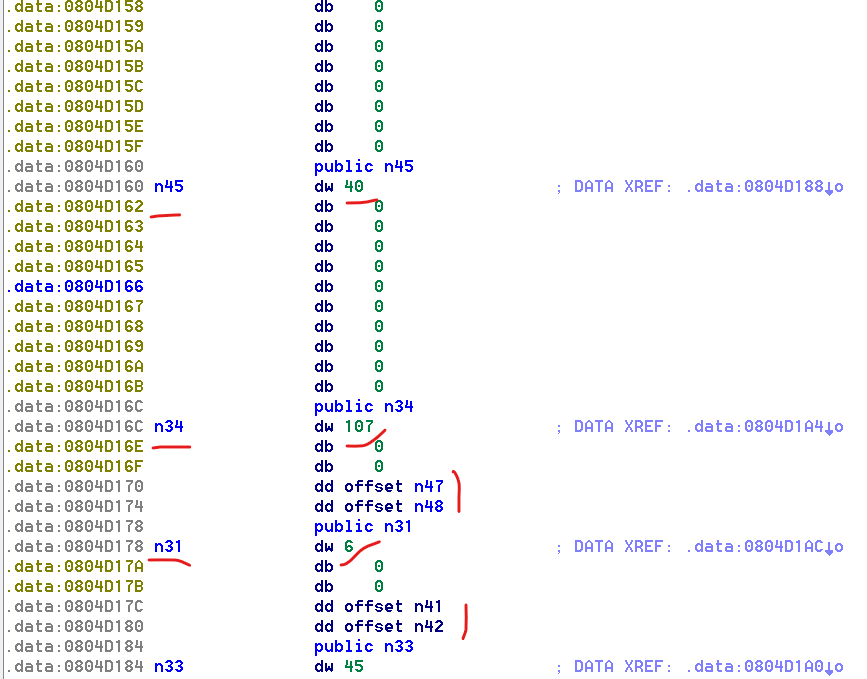 .data:0804D158 db 0
.data:0804D159 db 0
.data:0804D15A db 0
.data:0804D15B db 0
.data:0804D15C db 0
.data:0804D15D db 0
.data:0804D15E db 0
.data:0804D15F db 0
.data:0804D160 public n45
.data:0804D160 n45 dw 40 ; DATA XREF: .data:0804D188↓o
.data:0804D162 db 0
.data:0804D163 db 0
.data:0804D164 db 0
.data:0804D165 db 0
.data:0804D166 db 0
.data:0804D167 db 0
.data:0804D168 db 0
.data:0804D169 db 0
.data:0804D16A db 0
.data:0804D16B db 0
.data:0804D16C public n34
.data:0804D16C n34 dw 107 ; DATA XREF: .data:0804D1A4↓o
.data:0804D16E db 0
.data:0804D16F db 0
.data:0804D170 dd offset n47
.data:0804D174 dd offset n48
.data:0804D178 public n31
.data:0804D178 n31 dw 6 ; DATA XREF: .data:0804D1AC↓o
.data:0804D17A db 0
.data:0804D17B db 0
.data:0804D17C dd offset n41
.data:0804D180 dd offset n42
.data:0804D184 public n33
.data:0804D184 n33 dw 45 ; DATA XREF: .data:0804D1A0↓o